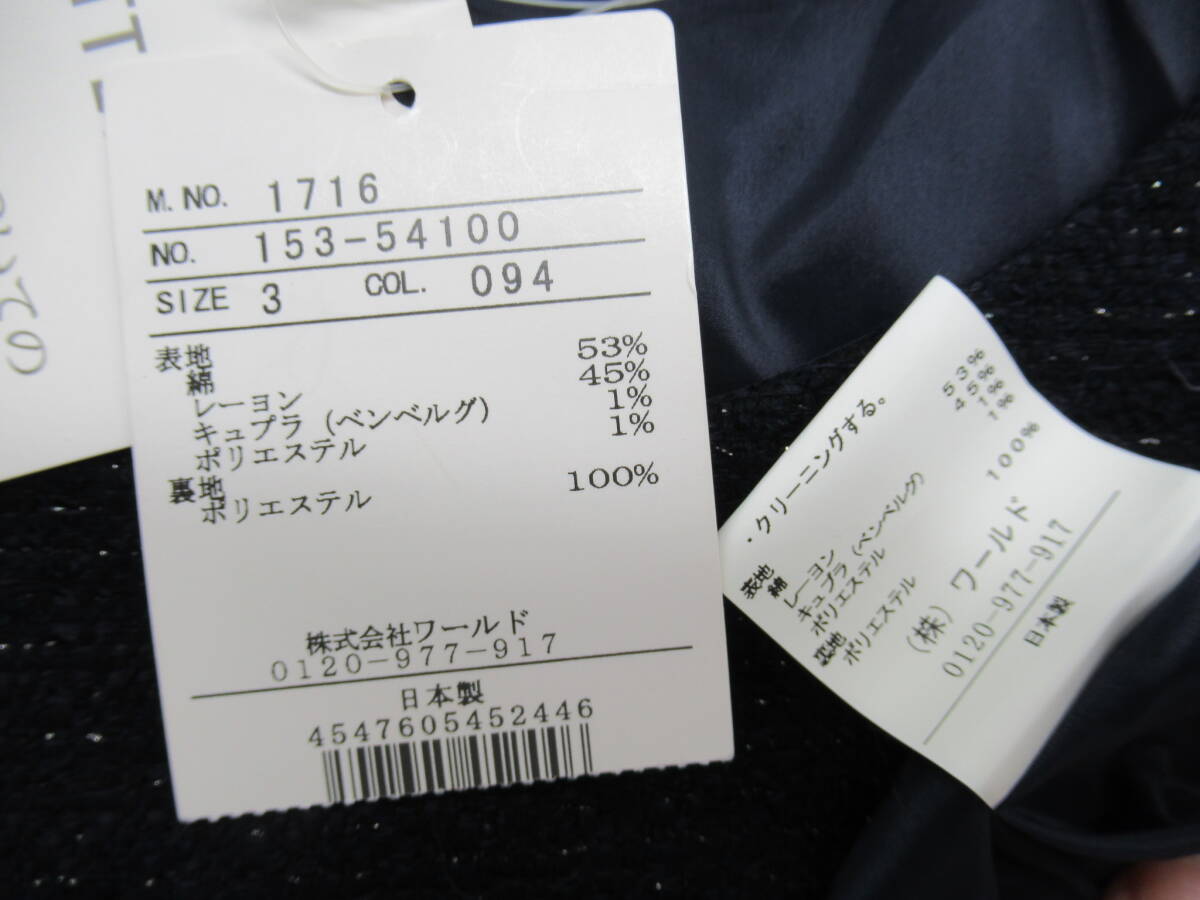 M. NO. 1716
NO. 153-54100
SIZE 3 COL. 094
表地
綿 53%
レーヨン 45%
キュプラ (ベンベルグ) 1%
ポリエステル 1%
裏地
ポリエステル 100%
株式会社ワールド
0120-977-917
日本製
4547605452446
・クリーニングする。
表地
綿 53%
レーヨン 45%
キュプラ (ベンベルグ) 1%
ポリエステル 1%
裏地
ポリエステル 100%
(株) ワールド
0120-977-917
日本製